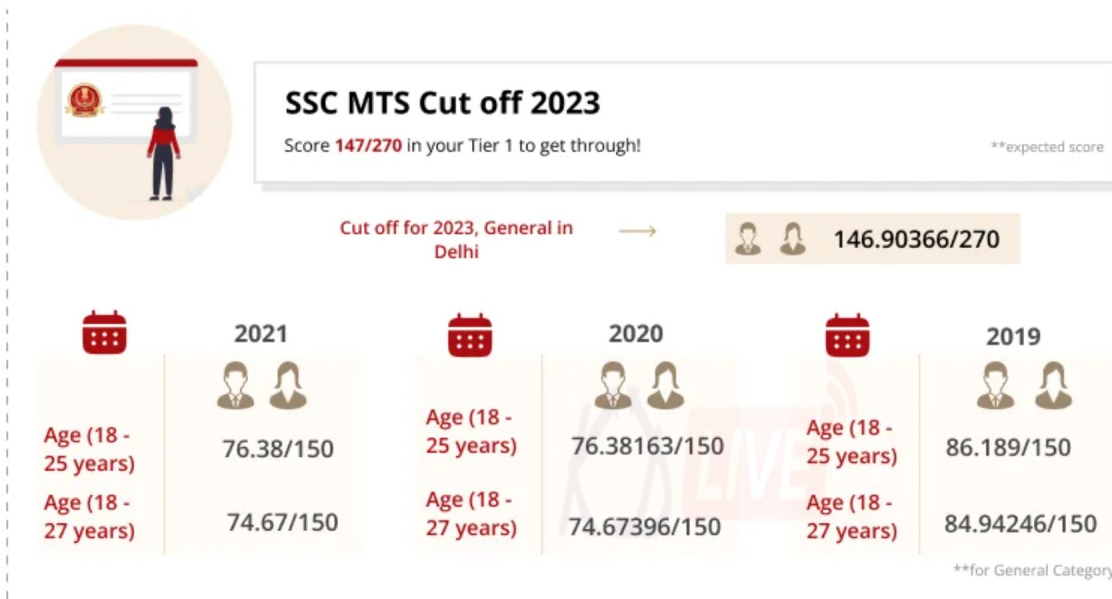 SSC MTS Cut off 2023
Score 147/270 in your Tier 1 to get through!
**expected score
Cut off for 2023, General in
Delhi
146.90366/270
2021
Age (18 -
25 years)
76.38/150
Age (18 -
27 years)
74.67/150
2020
Age (18 -
25 years)
76.38163/150
Age (18 -
27 years)
74.67396/150
2019
Age (18 -
25 years)
86.189/150
Age (18 -
27 years)
84.94246/150
LIVE
**for General Category